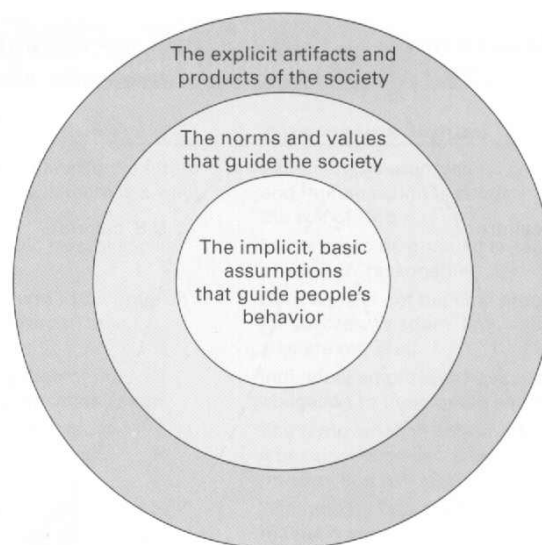 The explicit artifacts and
products of the society
The norms and values
that guide the society
The implicit, basic
assumptions
that guide people's
behavior